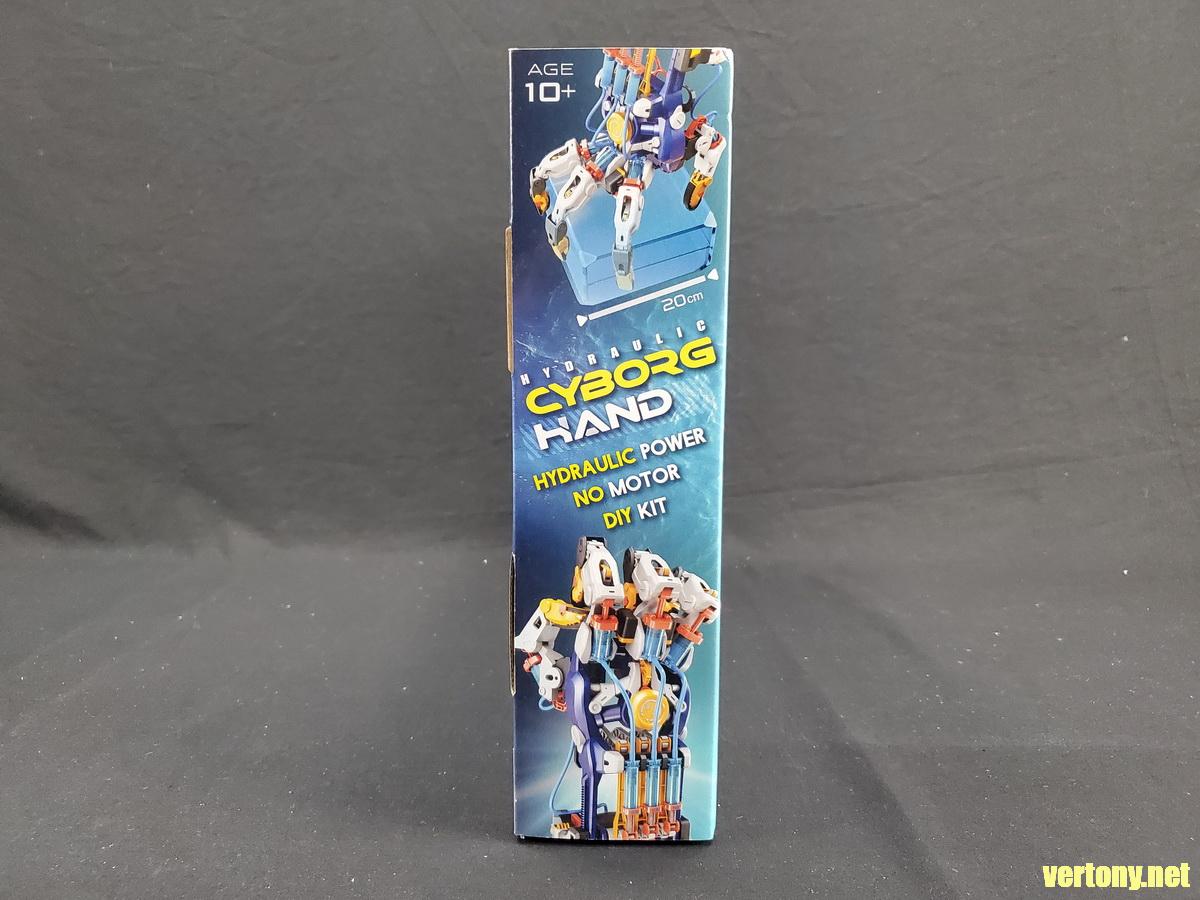 AGE
10+
20cm
HYDRAULIC
CYBORG
HAND
HYDRAULIC POWER
NO MOTOR
DIY KIT
vertony.net